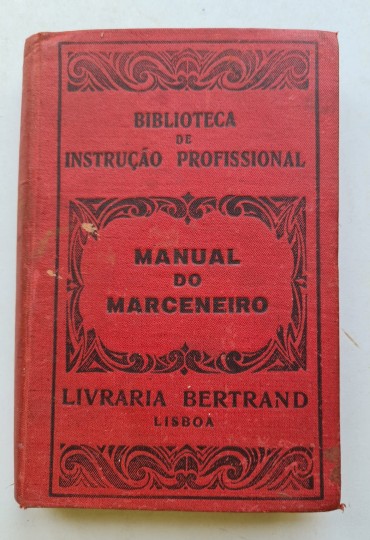 BIBLIOTECA
DE
INSTRUÇÃO PROFISSIONAL
MANUAL
DO
MARCENEIRO
LIVRARIA BERTRAND
LISBOA